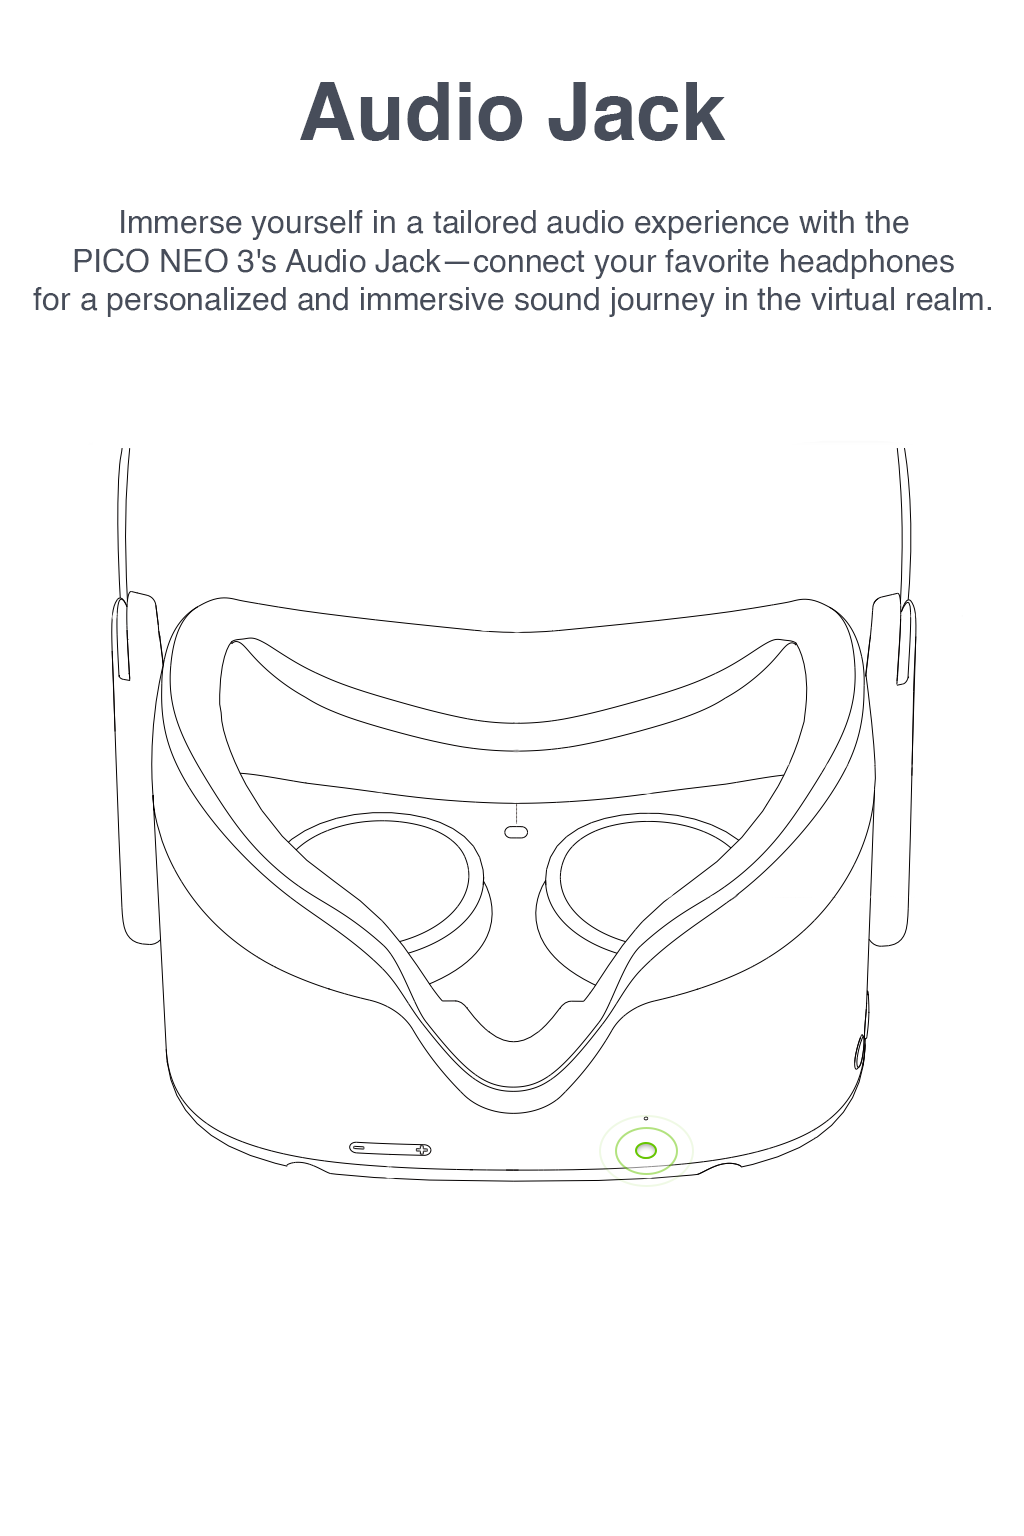 Audio Jack
Immerse yourself in a tailored audio experience with the
PICO NEO 3's Audio Jack—connect your favorite headphones
for a personalized and immersive sound journey in the virtual realm.